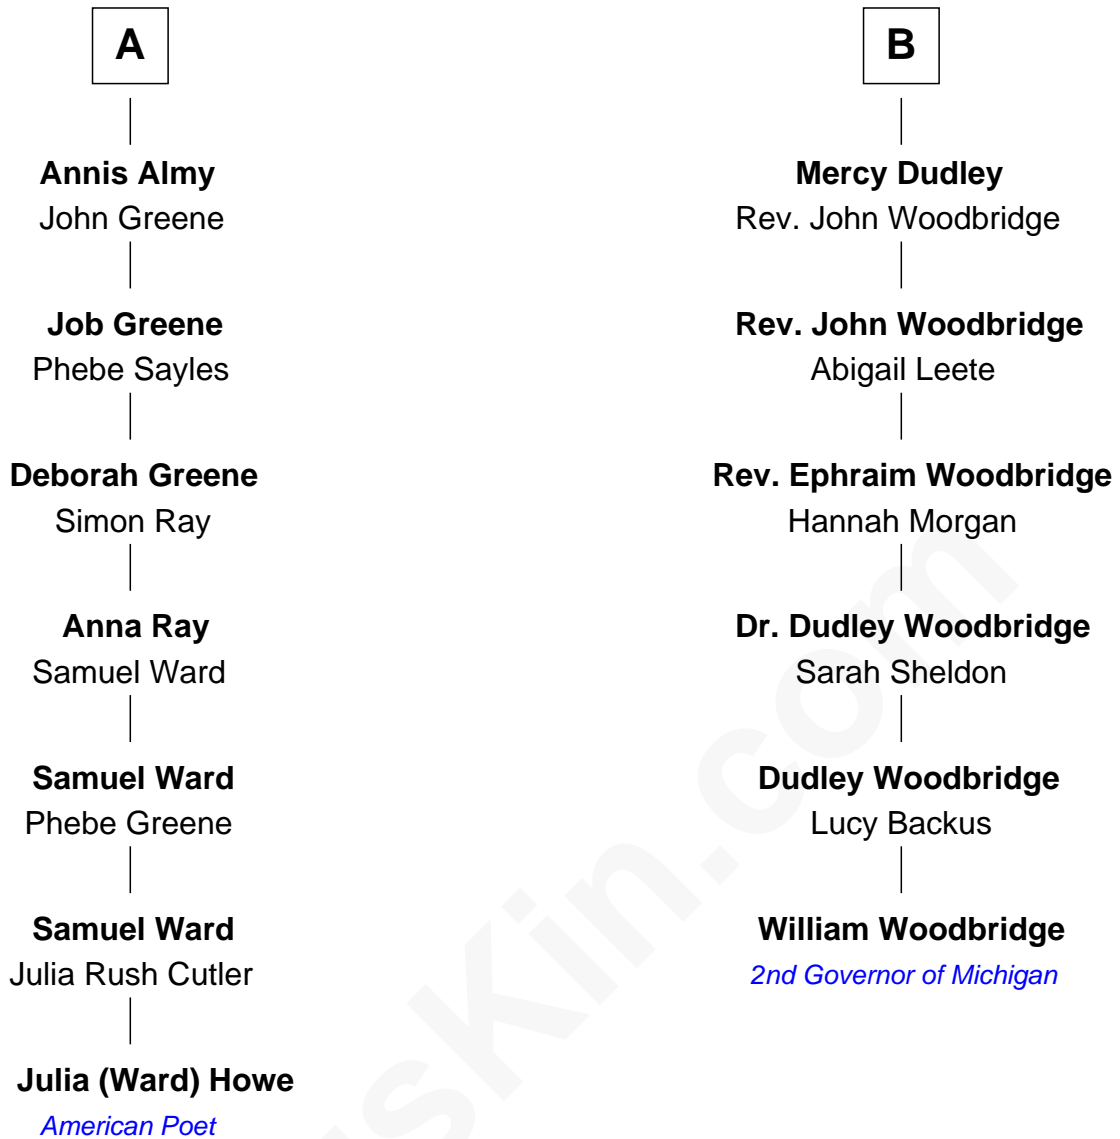 A
Annis Almy
John Greene
Job Greene
Phebe Sayles
Deborah Greene
Simon Ray
Anna Ray
Samuel Ward
Samuel Ward
Phebe Greene
Samuel Ward
Julia Rush Cutler
Julia (Ward) Howe
American Poet
B
Mercy Dudley
Rev. John Woodbridge
Rev. John Woodbridge
Abigail Leete
Rev. Ephraim Woodbridge
Hannah Morgan
Dr. Dudley Woodbridge
Sarah Sheldon
Dudley Woodbridge
Lucy Backus
William Woodbridge
2nd Governor of Michigan
sKin.com